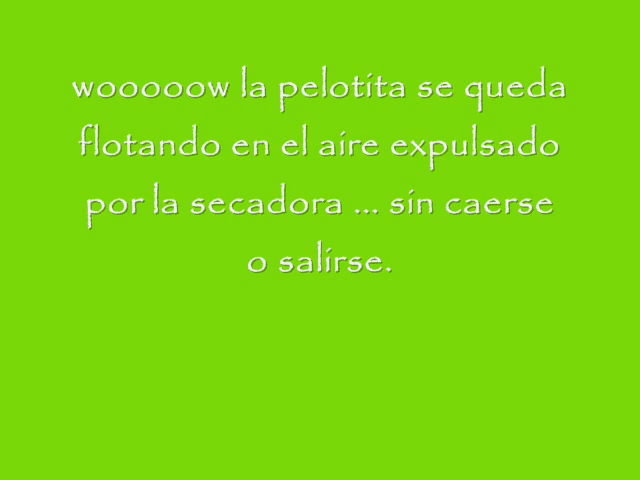 wooooow la pelotita se queda
flotando en el aire expulsado
por la secadora ... sin caerse
o salirse.